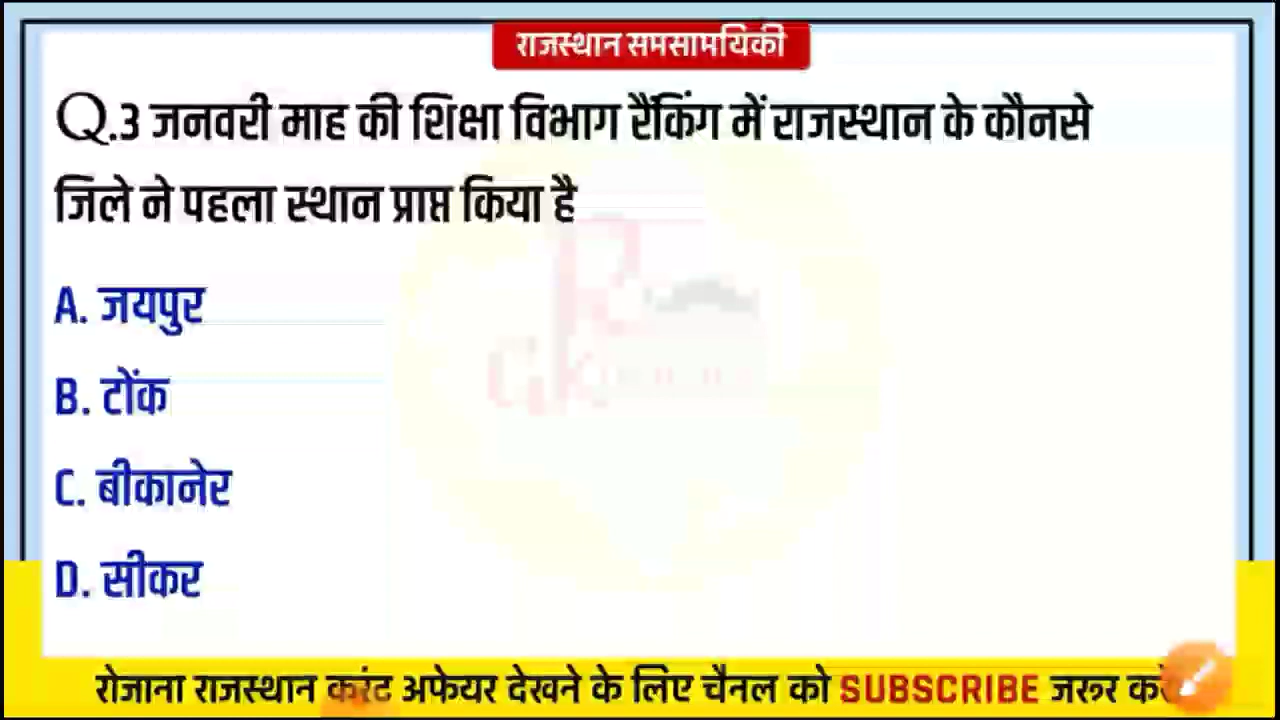 राजस्थान समसामयिकी
Q.3 जनवरी माह की शिक्षा विभाग रैंकिंग में राजस्थान के कौनसे
जिले ने पहला स्थान प्राप्त किया है
A. जयपुर
B. टोंक
C. बीकानेर
D. सीकर
रोजाना राजस्थान करंट अफेयर देखने के लिए चैनल को SUBSCRIBE जरूर